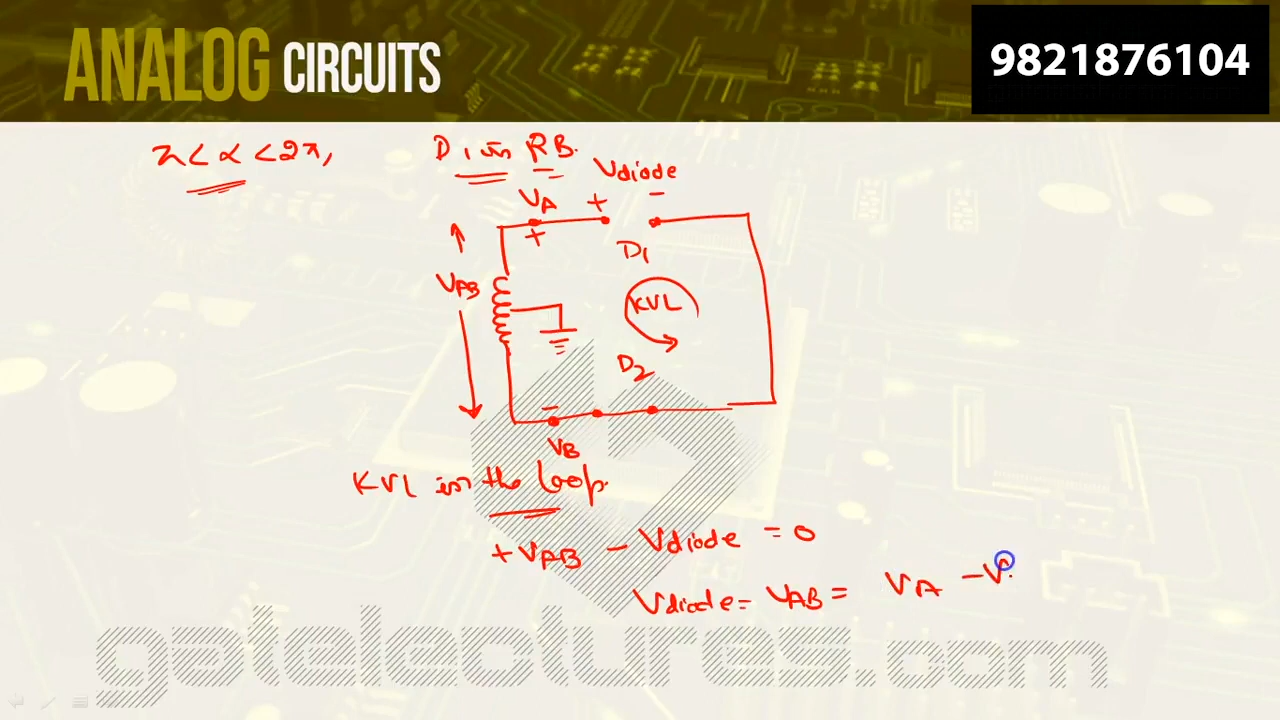 ANALOG CIRCUITS
9821876104
π < α < 2π,
D1 in RB.
Vdiode
VA
+ −
+
D1
VAB
KVL
D2
−
VB
KVL in the loop.
+ VAB − Vdiode = 0
Vdiode = VAB = VA − V
gatelectures.com